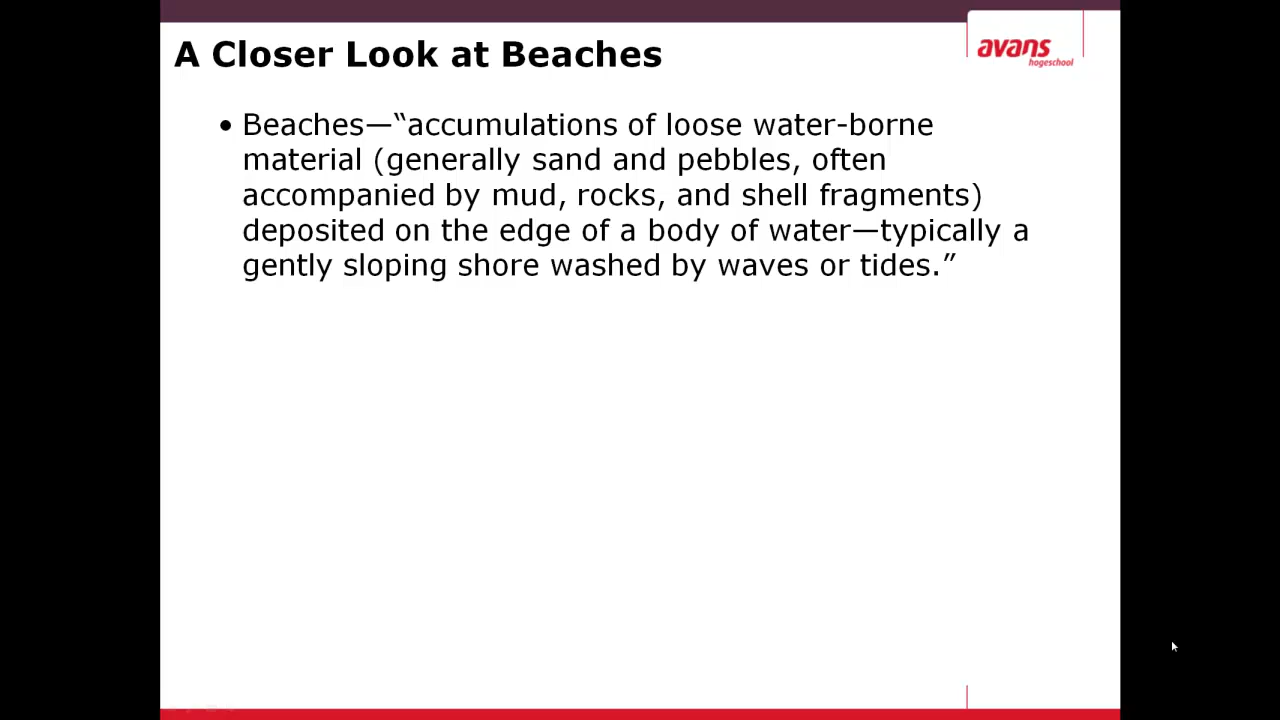 A Closer Look at Beaches
avans
hogeschool
• Beaches—“accumulations of loose water-borne
material (generally sand and pebbles, often
accompanied by mud, rocks, and shell fragments)
deposited on the edge of a body of water—typically a
gently sloping shore washed by waves or tides.”